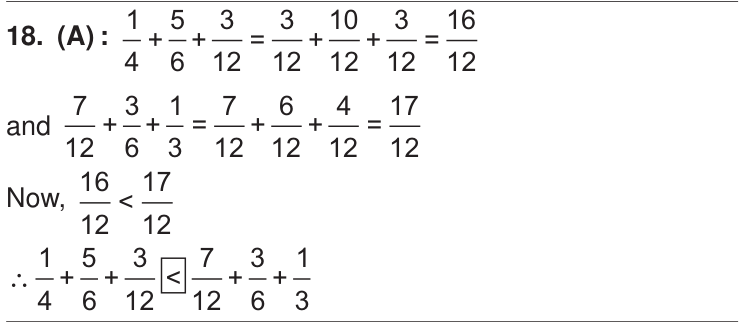 18. (A) : 1/4 + 5/6 + 3/12 = 3/12 + 10/12 + 3/12 = 16/12
and 7/12 + 3/6 + 1/3 = 7/12 + 6/12 + 4/12 = 17/12
Now, 16/12 < 17/12
∴ 1/4 + 5/6 + 3/12 < 7/12 + 3/6 + 1/3